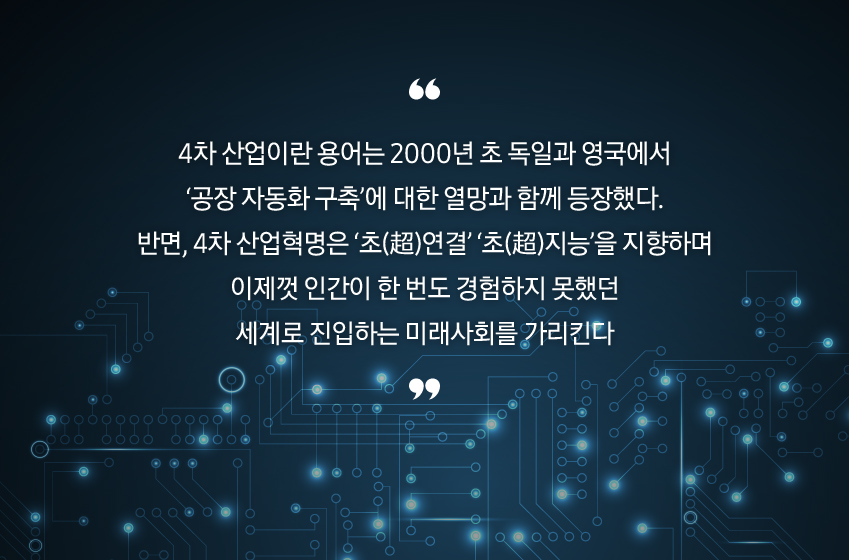 “
4차 산업이란 용어는 2000년 초 독일과 영국에서
‘공장 자동화 구축’에 대한 열망과 함께 등장했다.
반면, 4차 산업혁명은 ‘초(超)연결’ ‘초(超)지능’을 지향하며
이제껏 인간이 한 번도 경험하지 못했던
세계로 진입하는 미래사회를 가리킨다
”